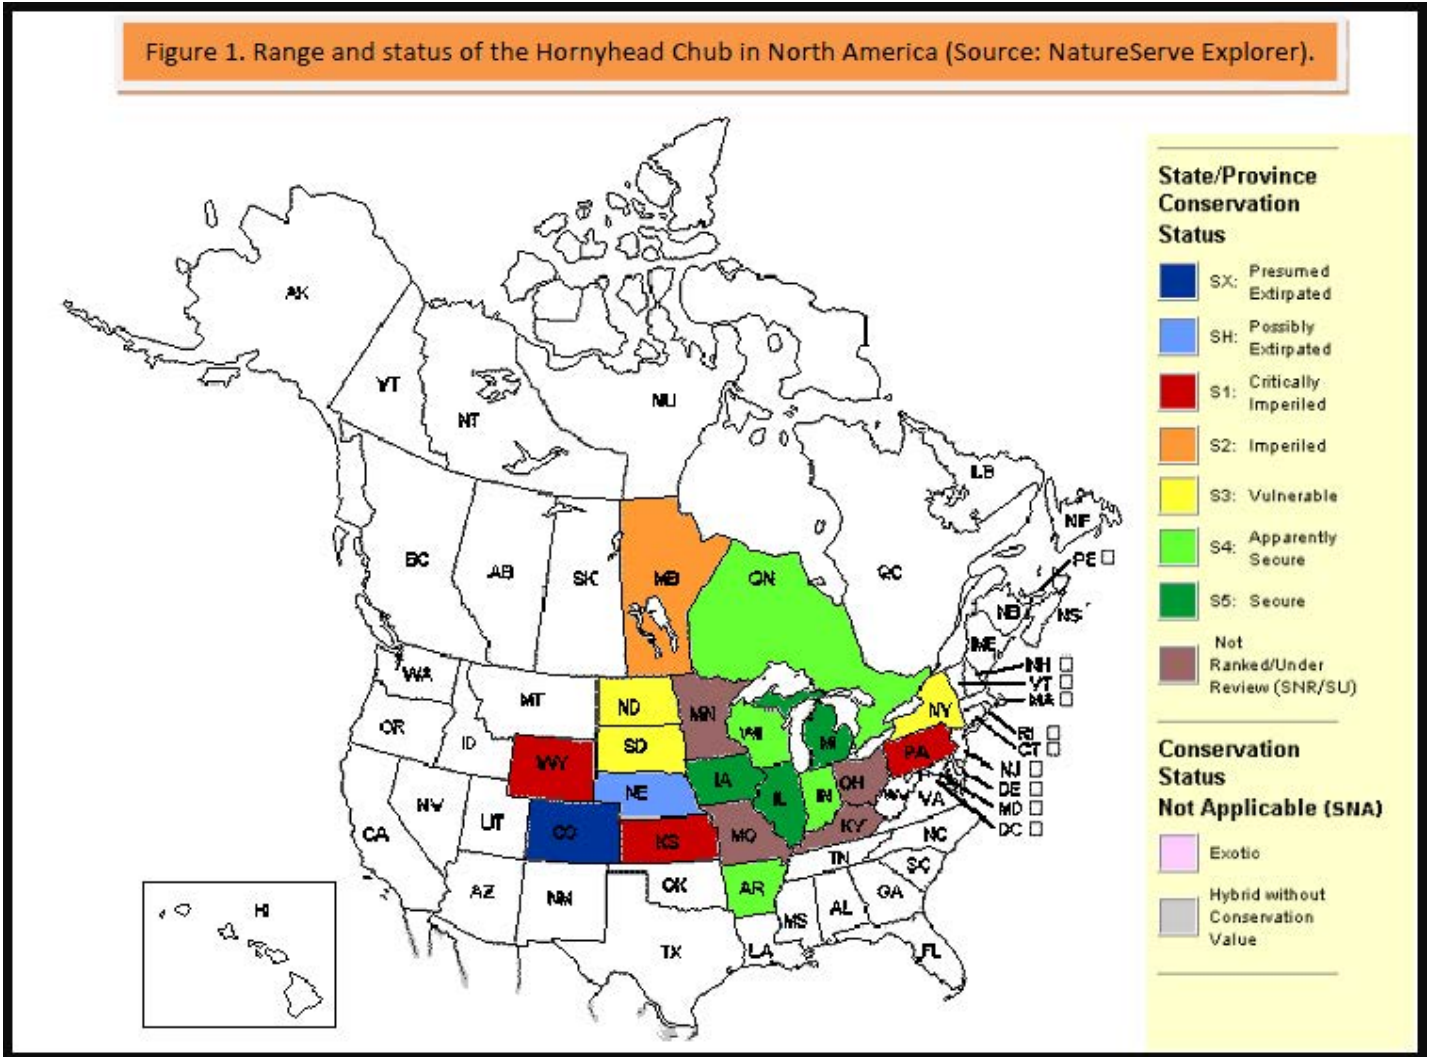 Figure 1. Range and status of the Hornyhead Chub in North America (Source: NatureServe Explorer).
State/Province
Conservation
Status
SX: Presumed
Extirpated
SH: Possibly
Extirpated
S1: Critically
Imperiled
S2: Imperiled
S3: Vulnerable
S4: Apparently
Secure
S5: Secure
Not
Ranked/Under
Review (SNR/SU)
Conservation
Status
Not Applicable (SNA)
Exotic
Hybrid without
Conservation
Value
AK
YT
NT
NU
LB
NF
PE
BC
AB
SK
MB
ON
QC
NB
NS
ME
NH
VT
MA
RI
CT
NJ
DE
MD
DC
WA
MT
ND
MN
OR
ID
SD
WI
MI
NY
WY
IA
PA
NE
IL
IN
OH
WV
VA
NV
UT
CO
KS
MO
KY
CA
NC
TN
SC
AZ
NM
OK
AR
GA
AL
MS
HI
TX
LA
FL